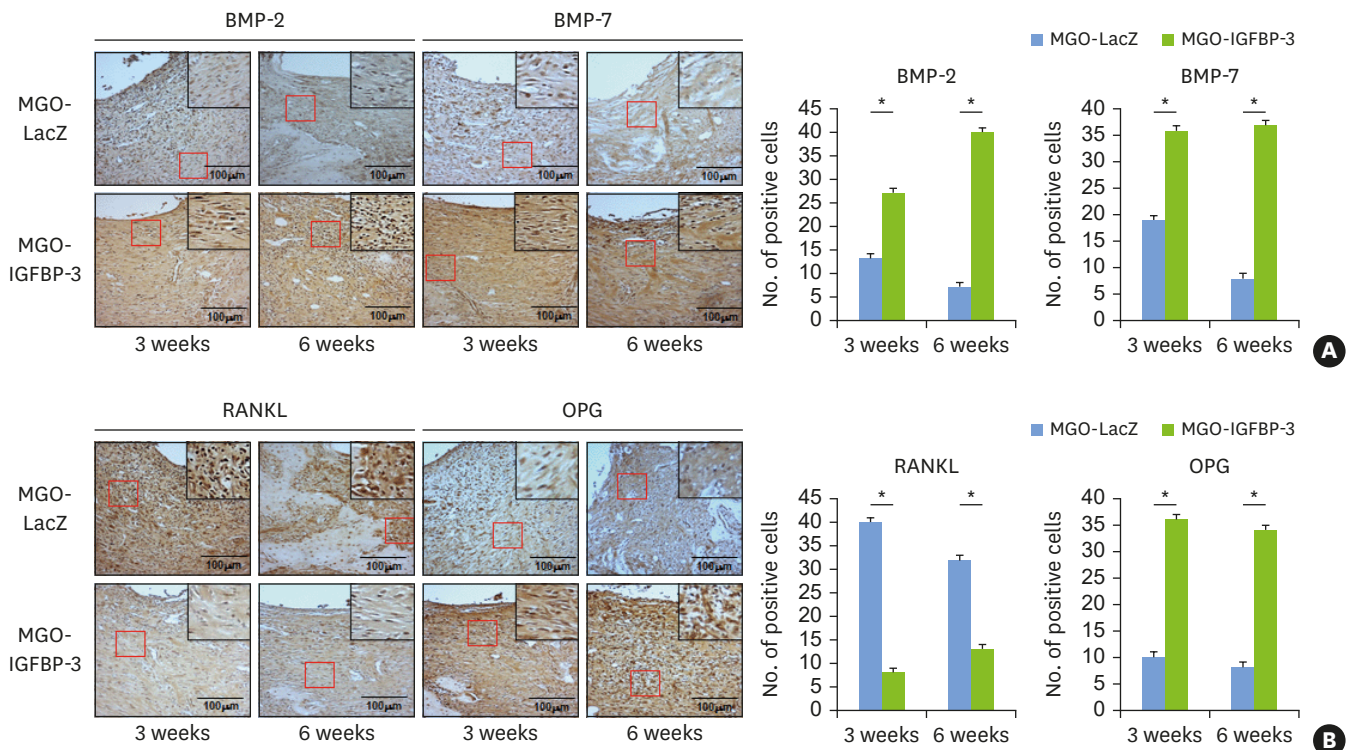 BMP-2
BMP-7
MGO-
LacZ
100μm
100μm
100μm
100μm
MGO-
IGFBP-3
100μm
100μm
100μm
100μm
3 weeks
6 weeks
3 weeks
6 weeks
MGO-LacZ
MGO-IGFBP-3
BMP-2
No. of positive cells
45
40
35
30
25
20
15
10
5
0
*
*
3 weeks
6 weeks
BMP-7
No. of positive cells
40
35
30
25
20
15
10
5
0
*
*
3 weeks
6 weeks
A
RANKL
OPG
MGO-
LacZ
100μm
100μm
100μm
100μm
MGO-
IGFBP-3
100μm
100μm
100μm
100μm
3 weeks
6 weeks
3 weeks
6 weeks
MGO-LacZ
MGO-IGFBP-3
RANKL
No. of positive cells
45
40
35
30
25
20
15
10
5
0
*
*
3 weeks
6 weeks
OPG
No. of positive cells
40
35
30
25
20
15
10
5
0
*
*
3 weeks
6 weeks
B